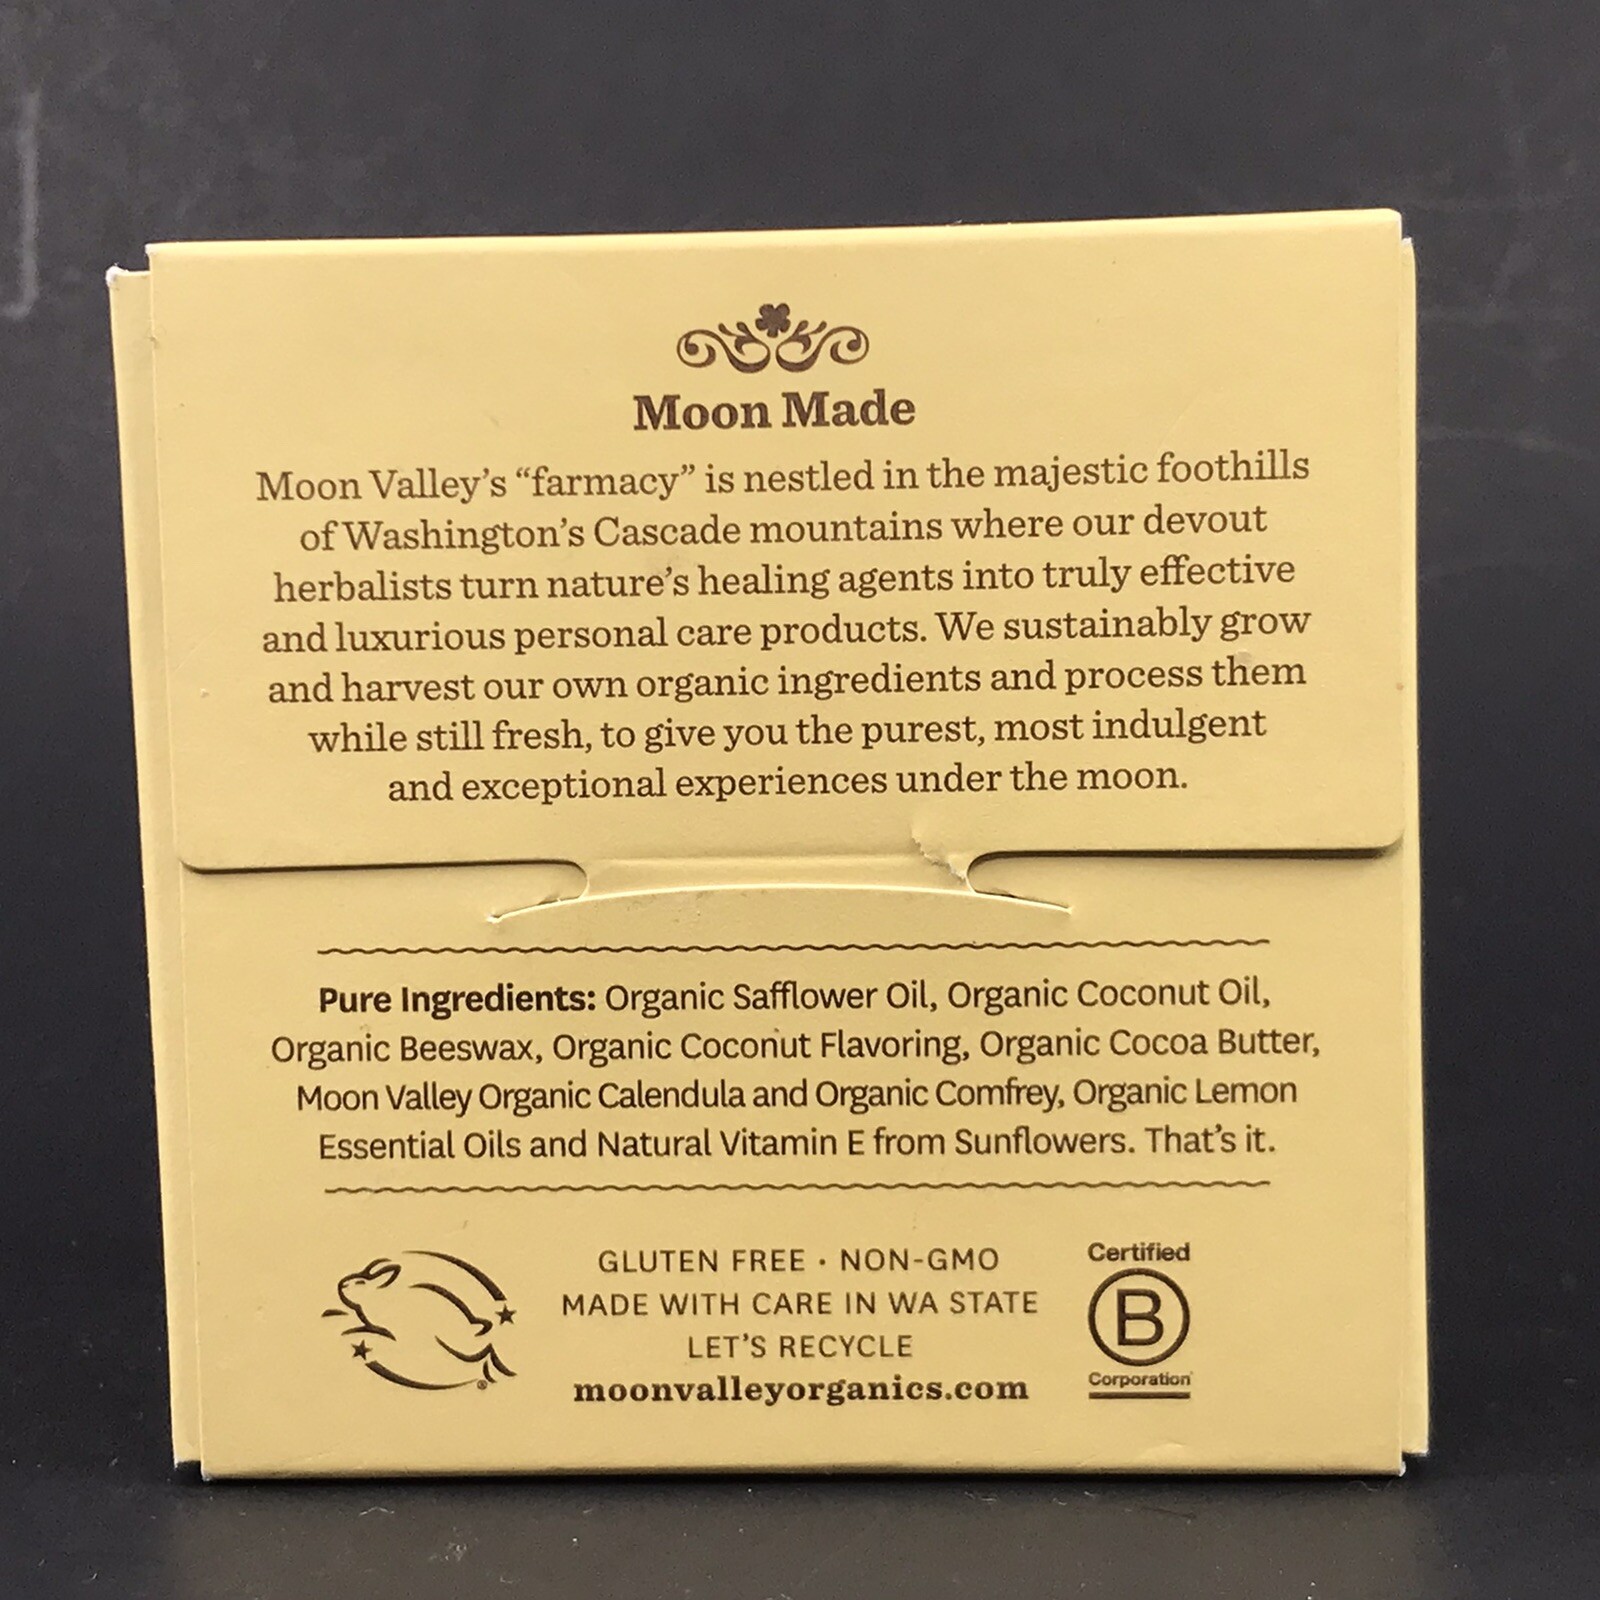 Moon Made
Moon Valley's “farmacy” is nestled in the majestic foothills
of Washington's Cascade mountains where our devout
herbalists turn nature's healing agents into truly effective
and luxurious personal care products. We sustainably grow
and harvest our own organic ingredients and process them
while still fresh, to give you the purest, most indulgent
and exceptional experiences under the moon.
Pure Ingredients: Organic Safflower Oil, Organic Coconut Oil,
Organic Beeswax, Organic Coconut Flavoring, Organic Cocoa Butter,
Moon Valley Organic Calendula and Organic Comfrey, Organic Lemon
Essential Oils and Natural Vitamin E from Sunflowers. That's it.
GLUTEN FREE · NON-GMO
MADE WITH CARE IN WA STATE
LET'S RECYCLE
moonvalleyorganics.com
®
Certified
B
Corporation